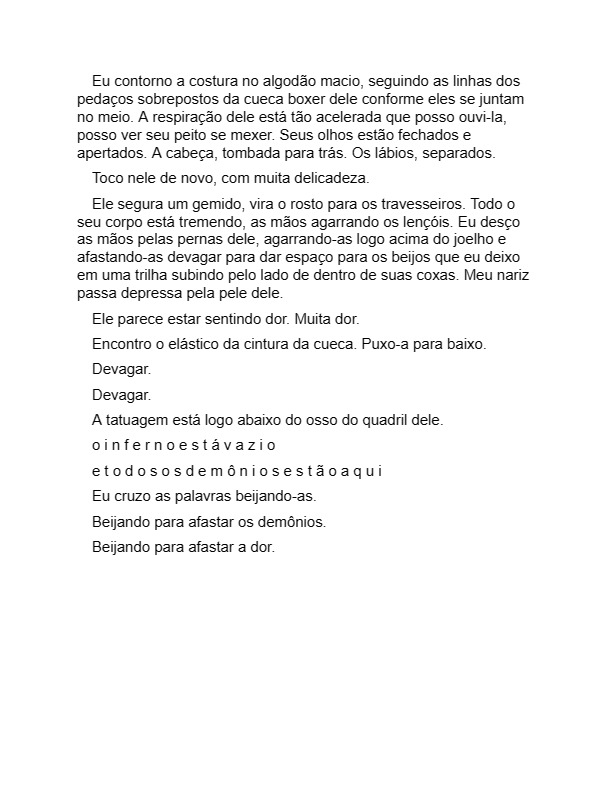 Eu contorno a costura no algodão macio, seguindo as linhas dos
pedaços sobrepostos da cueca boxer dele conforme eles se juntam
no meio. A respiração dele está tão acelerada que posso ouvi-la,
posso ver seu peito se mexer. Seus olhos estão fechados e
apertados. A cabeça, tombada para trás. Os lábios, separados.
Toco nele de novo, com muita delicadeza.
Ele segura um gemido, vira o rosto para os travesseiros. Todo o
seu corpo está tremendo, as mãos agarrando os lençóis. Eu desço
as mãos pelas pernas dele, agarrando-as logo acima do joelho e
afastando-as devagar para dar espaço para os beijos que eu deixo
em uma trilha subindo pelo lado de dentro de suas coxas. Meu nariz
passa depressa pela pele dele.
Ele parece estar sentindo dor. Muita dor.
Encontro o elástico da cintura da cueca. Puxo-a para baixo.
Devagar.
Devagar.
A tatuagem está logo abaixo do osso do quadril dele.
o i n f e r n o e s t á v a z i o
e t o d o s o s d e m ô n i o s e s t ã o a q u i
Eu cruzo as palavras beijando-as.
Beijando para afastar os demônios.
Beijando para afastar a dor.